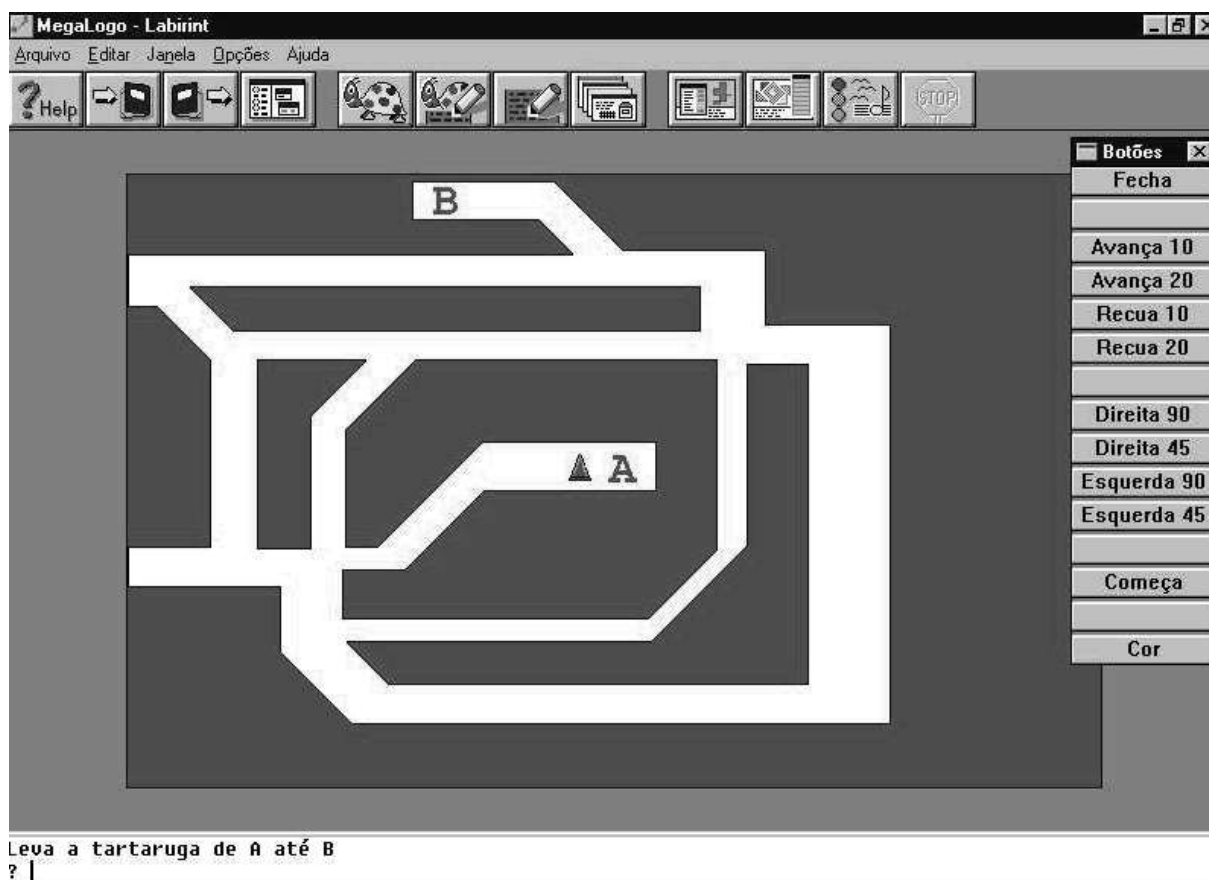 MegaLogo - Labirint
Arquivo Editar Janela Opções Ajuda
? Help
STOP
Botões
Fecha
B
Avança 10
Avança 20
Recua 10
Recua 20
Direita 90
Direita 45
A
Esquerda 90
Esquerda 45
Começa
Cor
Leva a tartaruga de A até B
?